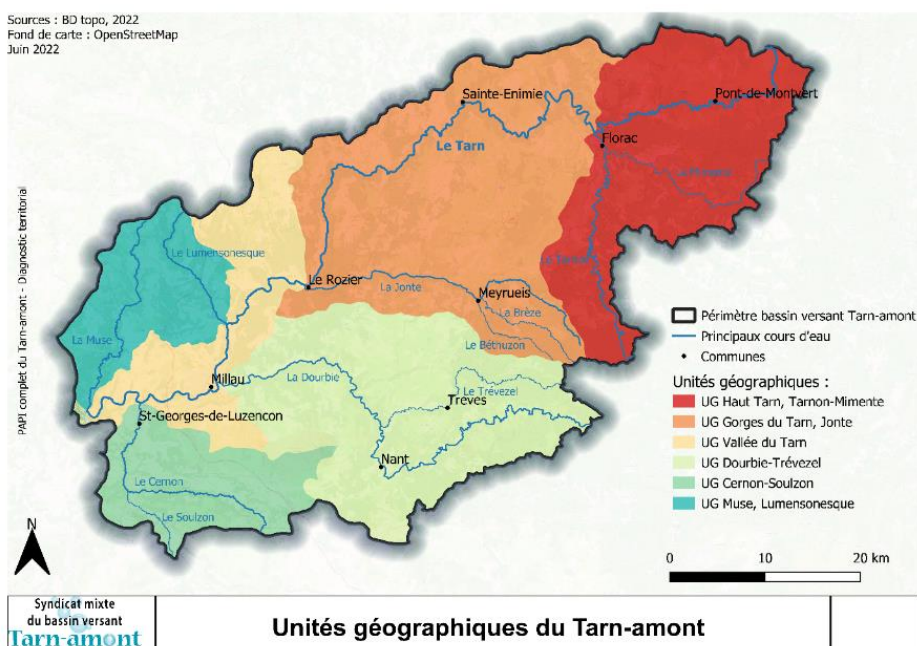 Sources : BD topo, 2022
Fond de carte : OpenStreetMap
Juin 2022
PAPI complet du Tarn-amont - Diagnostic territorial
Sainte-Enimie
Pont-de-Montvert
Le Tarn
Florac
La Mimente
Le Lumensonesque
Le Tarnon
Le Rozier
La Jonte
Meyrueis
La Brèze
La Muse
Le Béthuzon
Millau
La Dourbie
Le Trévezel
Trèves
St-Georges-de-Luzencon
Nant
Le Cernon
Le Soulzon
Périmètre bassin versant Tarn-amont
Principaux cours d'eau
Communes
Unités géographiques :
UG Haut Tarn, Tarnon-Mimente
UG Gorges du Tarn, Jonte
UG Vallée du Tarn
UG Dourbie-Trévezel
UG Cernon-Soulzon
UG Muse, Lumensonesque
N
0 10 20 km
Syndicat mixte
du bassin versant
Tarn-amont
Unités géographiques du Tarn-amont